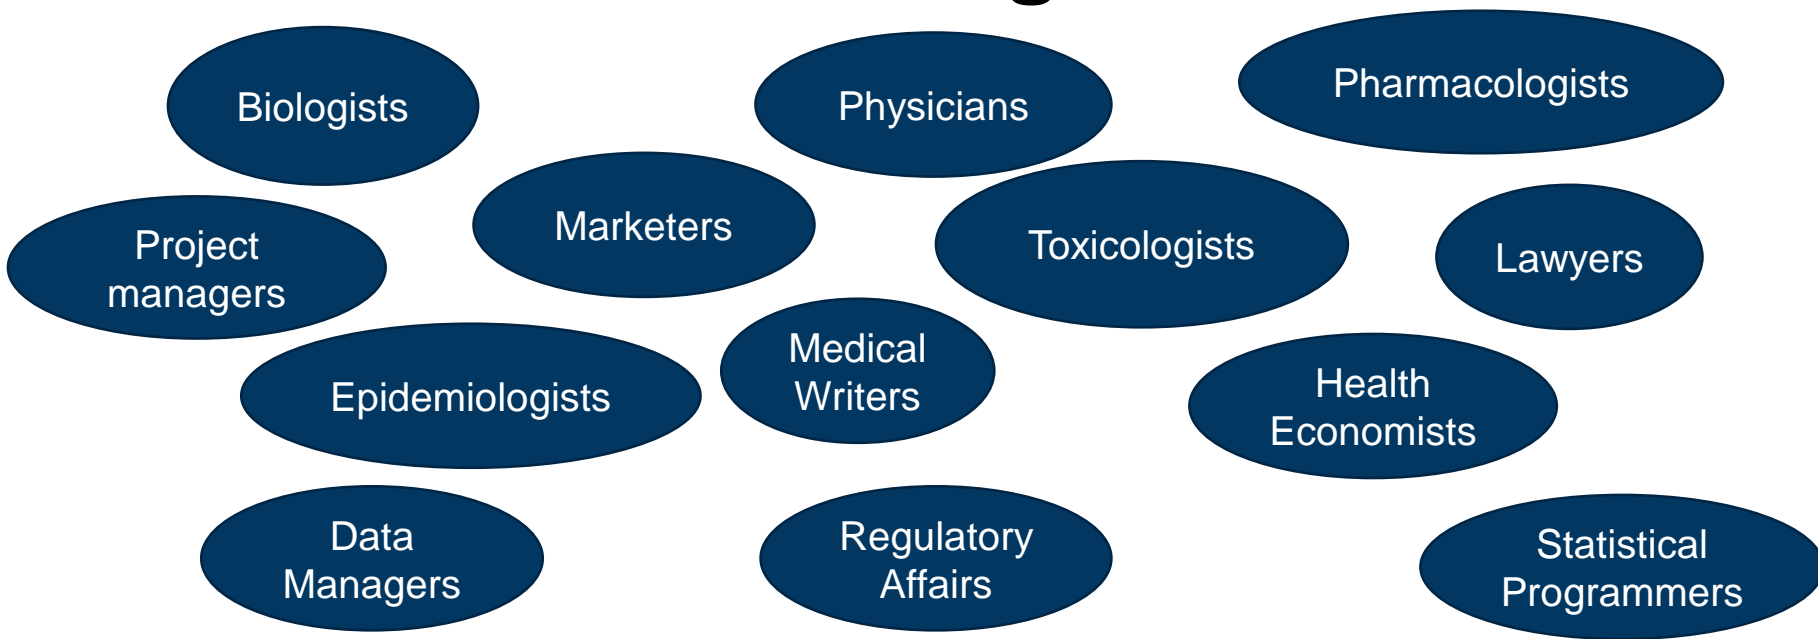 Biologists
Physicians
Pharmacologists
Project
managers
Marketers
Toxicologists
Lawyers
Epidemiologists
Medical
Writers
Health
Economists
Data
Managers
Regulatory
Affairs
Statistical
Programmers